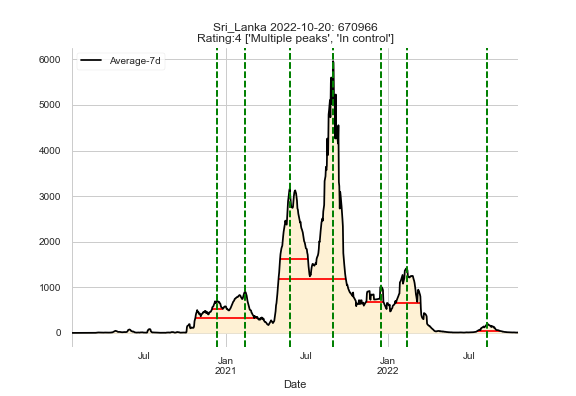 Sri_Lanka 2022-10-20: 670966
Rating:4 ['Multiple peaks', 'In control']
Average-7d
6000
5000
4000
3000
2000
1000
0
Jul
Jan
2021
Jul
Jan
2022
Jul
Date